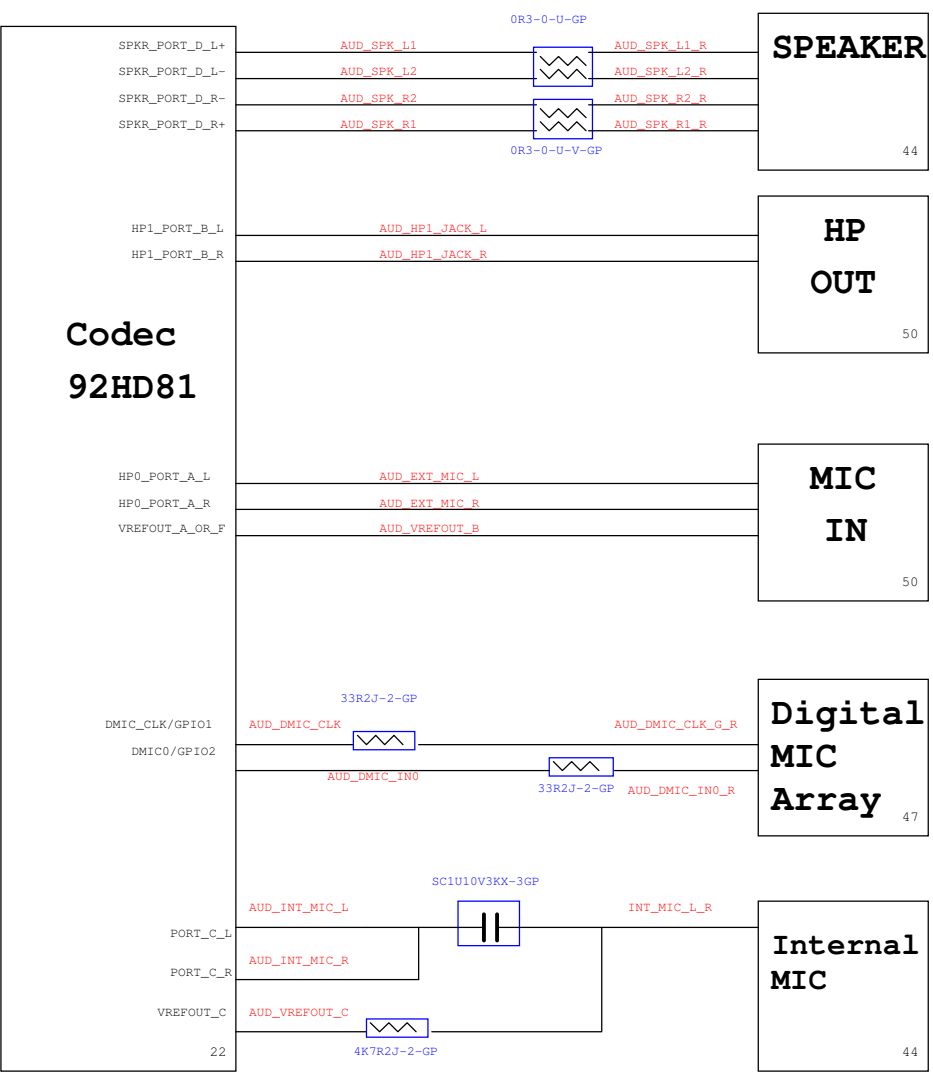 0R3-0-U-GP
SPKR_PORT_D_L+ AUD_SPK_L1 AUD_SPK_L1_R SPEAKER
SPKR_PORT_D_L- AUD_SPK_L2 AUD_SPK_L2_R
SPKR_PORT_D_R- AUD_SPK_R2 AUD_SPK_R2_R
SPKR_PORT_D_R+ AUD_SPK_R1 AUD_SPK_R1_R
0R3-0-U-V-GP 44
HP1_PORT_B_L AUD_HP1_JACK_L HP
HP1_PORT_B_R AUD_HP1_JACK_R
OUT
50
Codec
92HD81
HP0_PORT_A_L AUD_EXT_MIC_L MIC
HP0_PORT_A_R AUD_EXT_MIC_R
VREFOUT_A_OR_F AUD_VREFOUT_B IN
50
33R2J-2-GP
DMIC_CLK/GPIO1 AUD_DMIC_CLK AUD_DMIC_CLK_G_R Digital
DMIC0/GPIO2 MIC
AUD_DMIC_IN0 33R2J-2-GP AUD_DMIC_IN0_R Array
47
SC1U10V3KX-3GP
AUD_INT_MIC_L INT_MIC_L_R
PORT_C_L Internal
AUD_INT_MIC_R
PORT_C_R MIC
VREFOUT_C AUD_VREFOUT_C
22 4K7R2J-2-GP 44